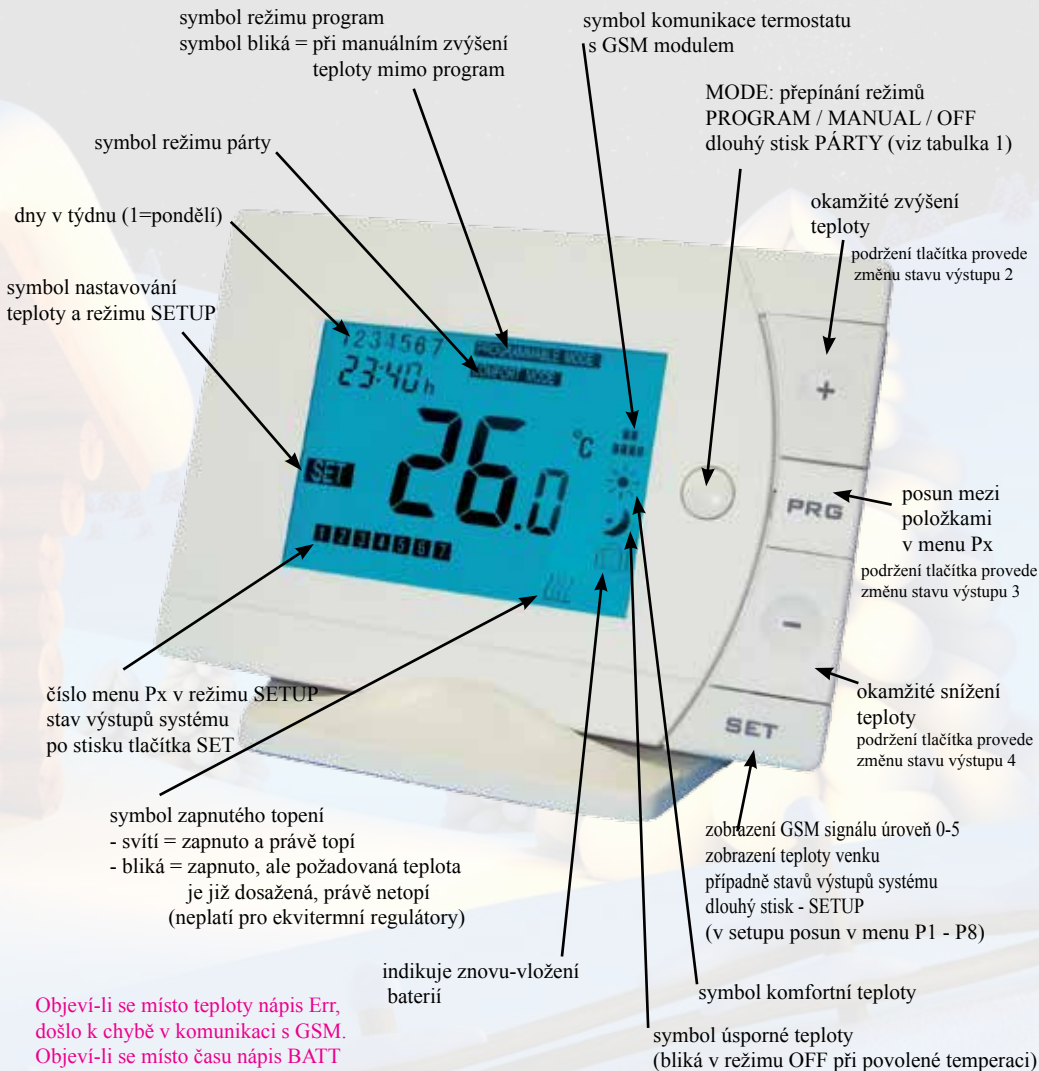 symbol režimu program
symbol bliká = při manuálním zvýšení
teploty mimo program
symbol komunikace termostatu
s GSM modulem
MODE: přepínání režimů
PROGRAM / MANUAL / OFF
dlouhý stisk PÁRTY (viz tabulka 1)
symbol režimu párty
dny v týdnu (1=pondělí)
okamžité zvýšení
teploty
podržení tlačítka provede
změnu stavu výstupu 2
symbol nastavování
teploty a režimu SETUP
1234567
PROGRAMMABLE MODE
23:40 h
COMFORT MODE
26.0 °C
SET
1 2 3 4 5 6 7
+
PRG
-
SET
posun mezi
položkami
v menu Px
podržení tlačítka provede
změnu stavu výstupu 3
číslo menu Px v režimu SETUP
stav výstupů systému
po stisku tlačítka SET
okamžité snížení
teploty
podržení tlačítka provede
změnu stavu výstupu 4
symbol zapnutého topení
- svítí = zapnuto a právě topí
- bliká = zapnuto, ale požadovaná teplota
je již dosažená, právě netopí
(neplatí pro ekvitermní regulátory)
zobrazení GSM signálu úroveň 0-5
zobrazení teploty venku
případně stavů výstupů systému
dlouhý stisk - SETUP
(v setupu posun v menu P1 - P8)
indikuje znovu-vložení
baterií
symbol komfortní teploty
symbol úsporné teploty
(bliká v režimu OFF při povolené temperaci)
Objeví-li se místo teploty nápis Err,
došlo k chybě v komunikaci s GSM.
Objeví-li se místo času nápis BATT